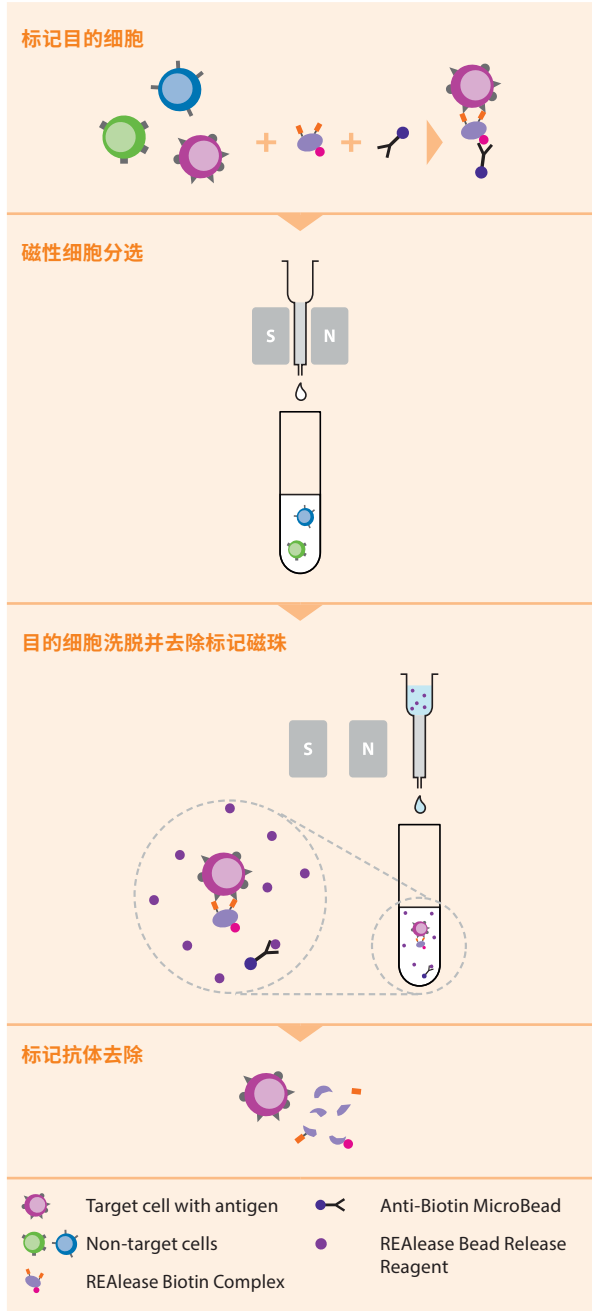 标记目的细胞
磁性细胞分选
S N
目的细胞洗脱并去除标记磁珠
S N
标记抗体去除
Target cell with antigen
Non-target cells
REAlease Biotin Complex
Anti-Biotin MicroBead
REAlease Bead Release
Reagent